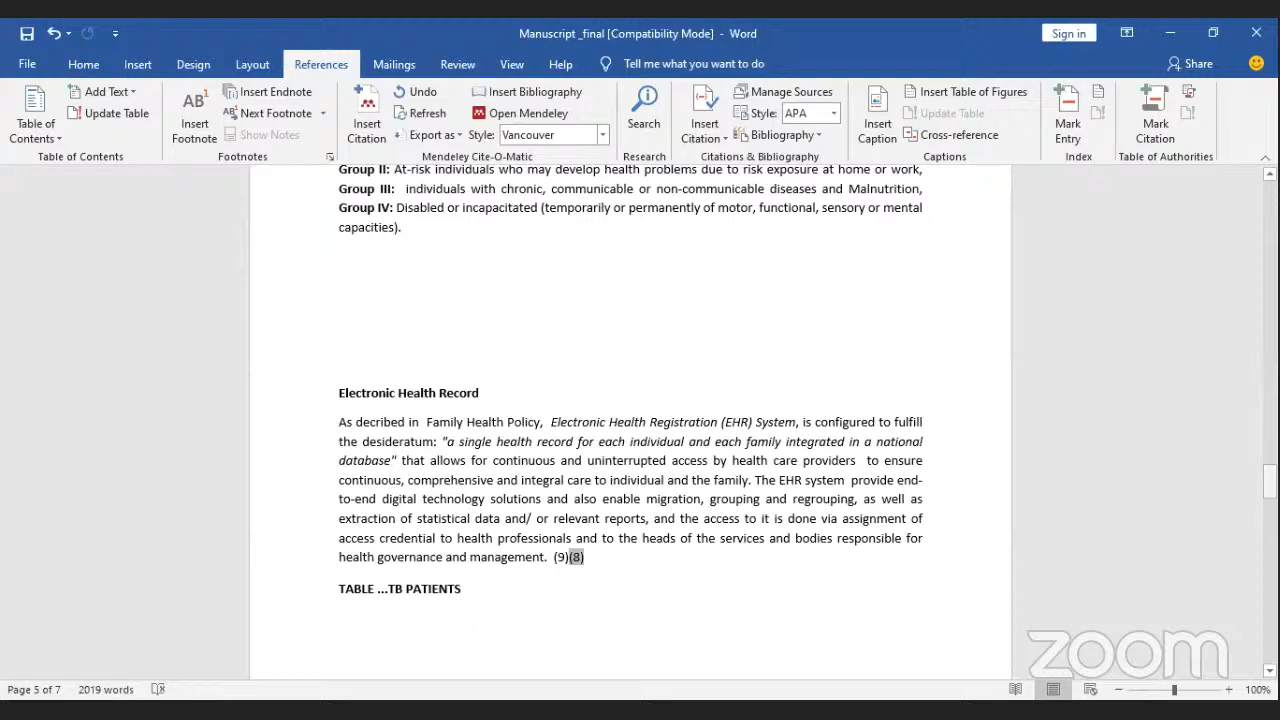 Manuscript _final [Compatibility Mode] - Word
Sign in
File Home Insert Design Layout References Mailings Review View Help Tell me what you want to do Share
Table of Contents
Add Text
Update Table
Table of Contents
AB1 Insert Footnote
Insert Endnote
Next Footnote
Show Notes
Footnotes
Insert Citation
Undo
Refresh
Export as
Insert Bibliography
Open Mendeley
Style: Vancouver
Mendeley Cite-O-Matic
Search
Research
Insert Citation
Manage Sources
Style: APA
Bibliography
Citations & Bibliography
Insert Caption
Insert Table of Figures
Update Table
Cross-reference
Captions
Mark Entry
Index
Mark Citation
Table of Authorities
Group II: At-risk individuals who may develop health problems due to risk exposure at home or work,
Group III: individuals with chronic, communicable or non-communicable diseases and Malnutrition,
Group IV: Disabled or incapacitated (temporarily or permanently of motor, functional, sensory or mental
capacities).
Electronic Health Record
As decribed in Family Health Policy, Electronic Health Registration (EHR) System, is configured to fulfill
the desideratum: "a single health record for each individual and each family integrated in a national
database" that allows for continuous and uninterrupted access by health care providers to ensure
continuous, comprehensive and integral care to individual and the family. The EHR system provide end-
to-end digital technology solutions and also enable migration, grouping and regrouping, as well as
extraction of statistical data and/ or relevant reports, and the access to it is done via assignment of
access credential to health professionals and to the heads of the services and bodies responsible for
health governance and management. (9)(8)
TABLE ...TB PATIENTS
zoom
Page 5 of 7 2019 words 100%